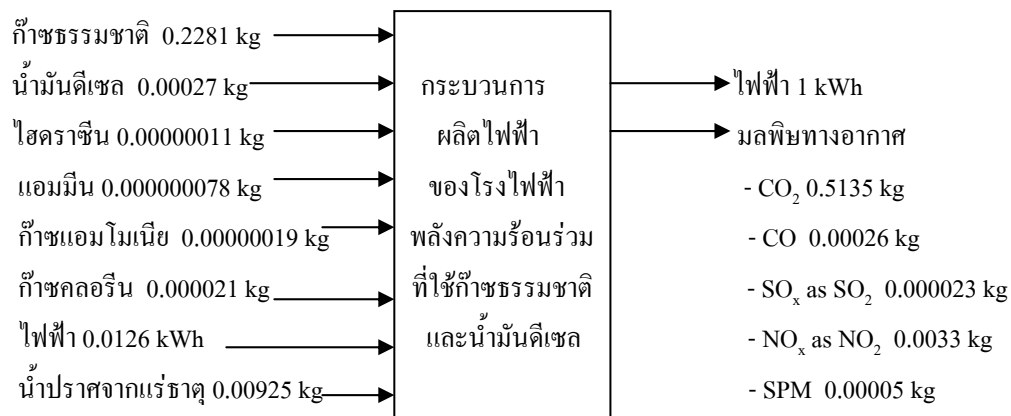 ก๊าซธรรมชาติ 0.2281 kg
น้ำมันดีเซล 0.00027 kg
ไฮดราซีน 0.00000011 kg
แอมมีน 0.000000078 kg
ก๊าซแอมโมเนีย 0.00000019 kg
ก๊าซคลอรีน 0.000021 kg
ไฟฟ้า 0.0126 kWh
น้ำปราศจากแร่ธาตุ 0.00925 kg
กระบวนการ
ผลิตไฟฟ้า
ของโรงไฟฟ้า
พลังความร้อนร่วม
ที่ใช้ก๊าซธรรมชาติ
และน้ำมันดีเซล
ไฟฟ้า 1 kWh
มลพิษทางอากาศ
- CO₂ 0.5135 kg
- CO 0.00026 kg
- SOₓ as SO₂ 0.000023 kg
- NOₓ as NO₂ 0.0033 kg
- SPM 0.00005 kg